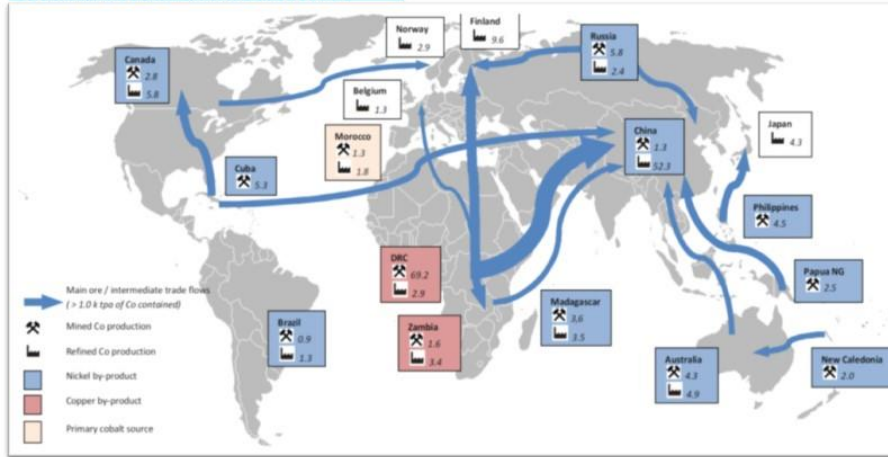 Norway
2.9
Finland
9.6
Russia
5.8
2.4
Canada
2.8
5.8
Belgium
1.3
Morocco
1.3
1.8
China
1.3
52.3
Japan
4.3
Cuba
5.3
Philippines
4.5
DRC
69.2
2.9
Papua NG
2.5
Zambia
1.6
3.4
Madagascar
3,6
3.5
Brazil
0.9
1.3
Australia
4.3
4.9
New Caledonia
2.0
Main ore / intermediate trade flows
( > 1.0 k tpa of Co contained)
Mined Co production
Refined Co production
Nickel by-product
Copper by-product
Primary cobalt source